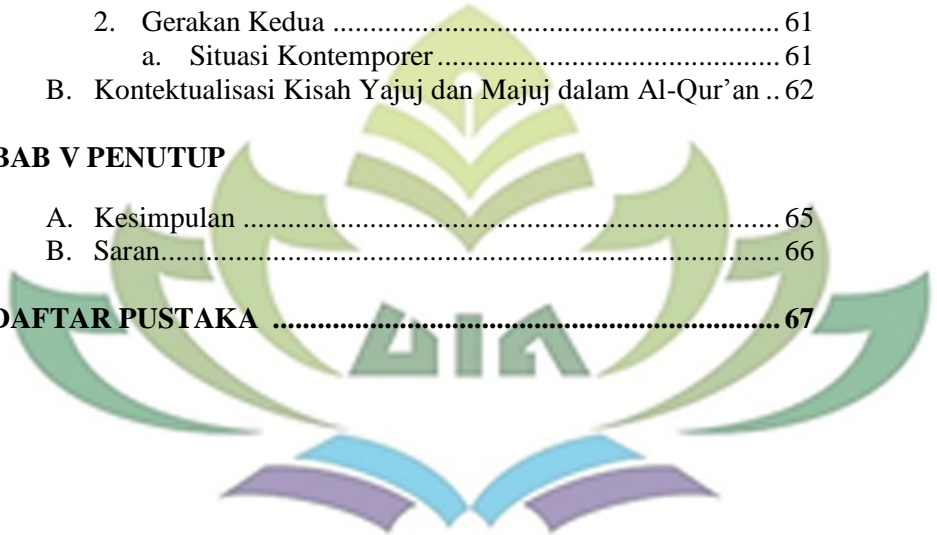 2. Gerakan Kedua ................................................................ 61
a. Situasi Kontemporer ................................................ 61
B. Kontektualisasi Kisah Yajuj dan Majuj dalam Al-Qur’an .. 62
BAB V PENUTUP
A. Kesimpulan ........................................................................ 65
B. Saran.................................................................................. 66
DAFTAR PUSTAKA .................................................................. 67